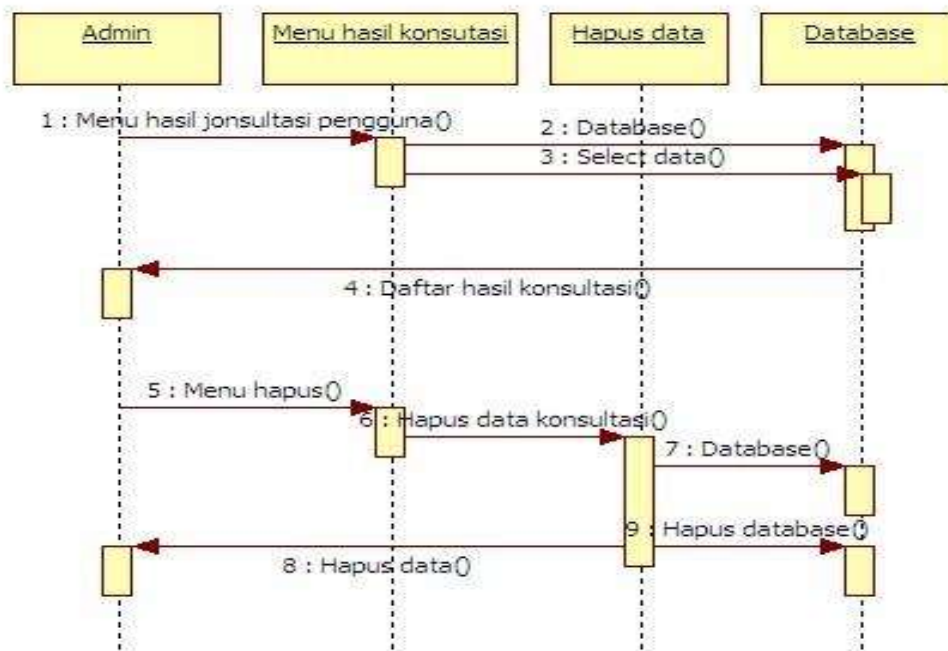 Admin
Menu hasil konsutasi
Hapus data
Database
1 : Menu hasil jonsultasi pengguna()
2 : Database()
3 : Select data()
4 : Daftar hasil konsultasi()
5 : Menu hapus()
6 : Hapus data konsultasi()
7 : Database()
9 : Hapus database()
8 : Hapus data()